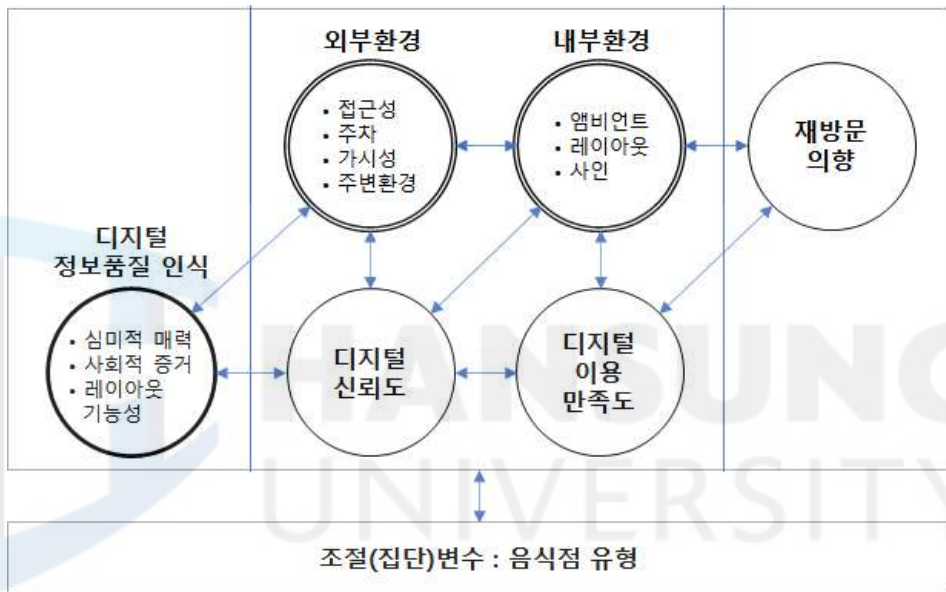 외부환경
내부환경
• 접근성
• 주차
• 가시성
• 주변환경
• 앰비언트
• 레이아웃
• 사인
재방문
의향
디지털
정보품질 인식
• 심미적 매력
• 사회적 증거
• 레이아웃
기능성
디지털
신뢰도
디지털
이용
만족도
HANSUNG
UNIVERSITY
조절(집단)변수 : 음식점 유형